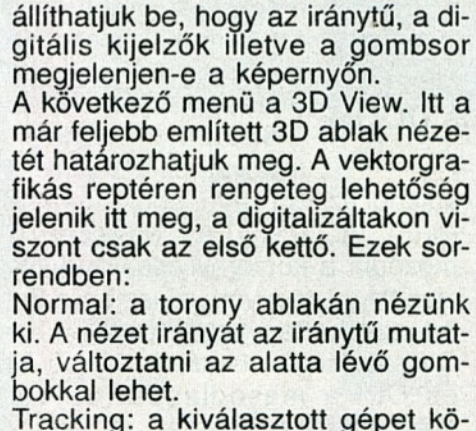 állíthatjuk be, hogy az iránytű, a di-
gitális kijelzők illetve a gombsor
megjelenjen-e a képernyőn.
A következő menü a 3D View. Itt a
már feljebb említett 3D ablak néze-
tét határozhatjuk meg. A vektorgra-
fikás reptéren rengeteg lehetőség
jelenik itt meg, a digitalizáltakon vi-
szont csak az első kettő. Ezek sor-
rendben:
Normal: a torony ablakán nézünk
ki. A nézet irányát az iránytű mutat-
ja, változtatni az alatta lévő gom-
bokkal lehet.
Tracking: a kiválasztott gépet kö-